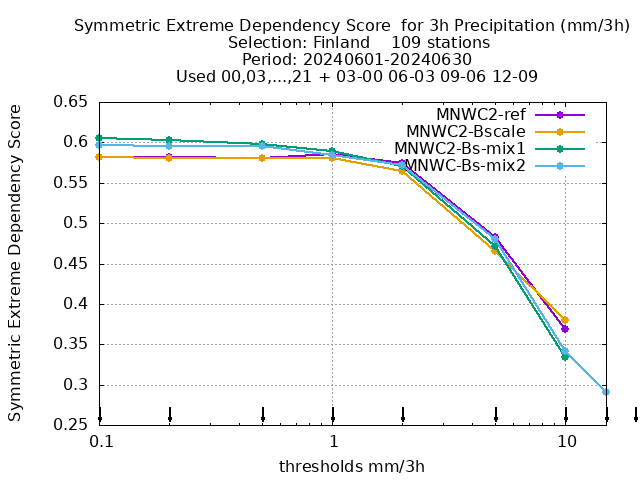 Symmetric Extreme Dependency Score  for 3h Precipitation (mm/3h)
Selection: Finland    109 stations
Period: 20240601-20240630
Used 00,03,...,21 + 03-00 06-03 09-06 12-09
Symmetric Extreme Dependency Score
0.65
0.6
0.55
0.5
0.45
0.4
0.35
0.3
0.25
MNWC2-ref
MNWC2-Bscale
MNWC2-Bs-mix1
MNWC-Bs-mix2
0.1
1
10
thresholds mm/3h